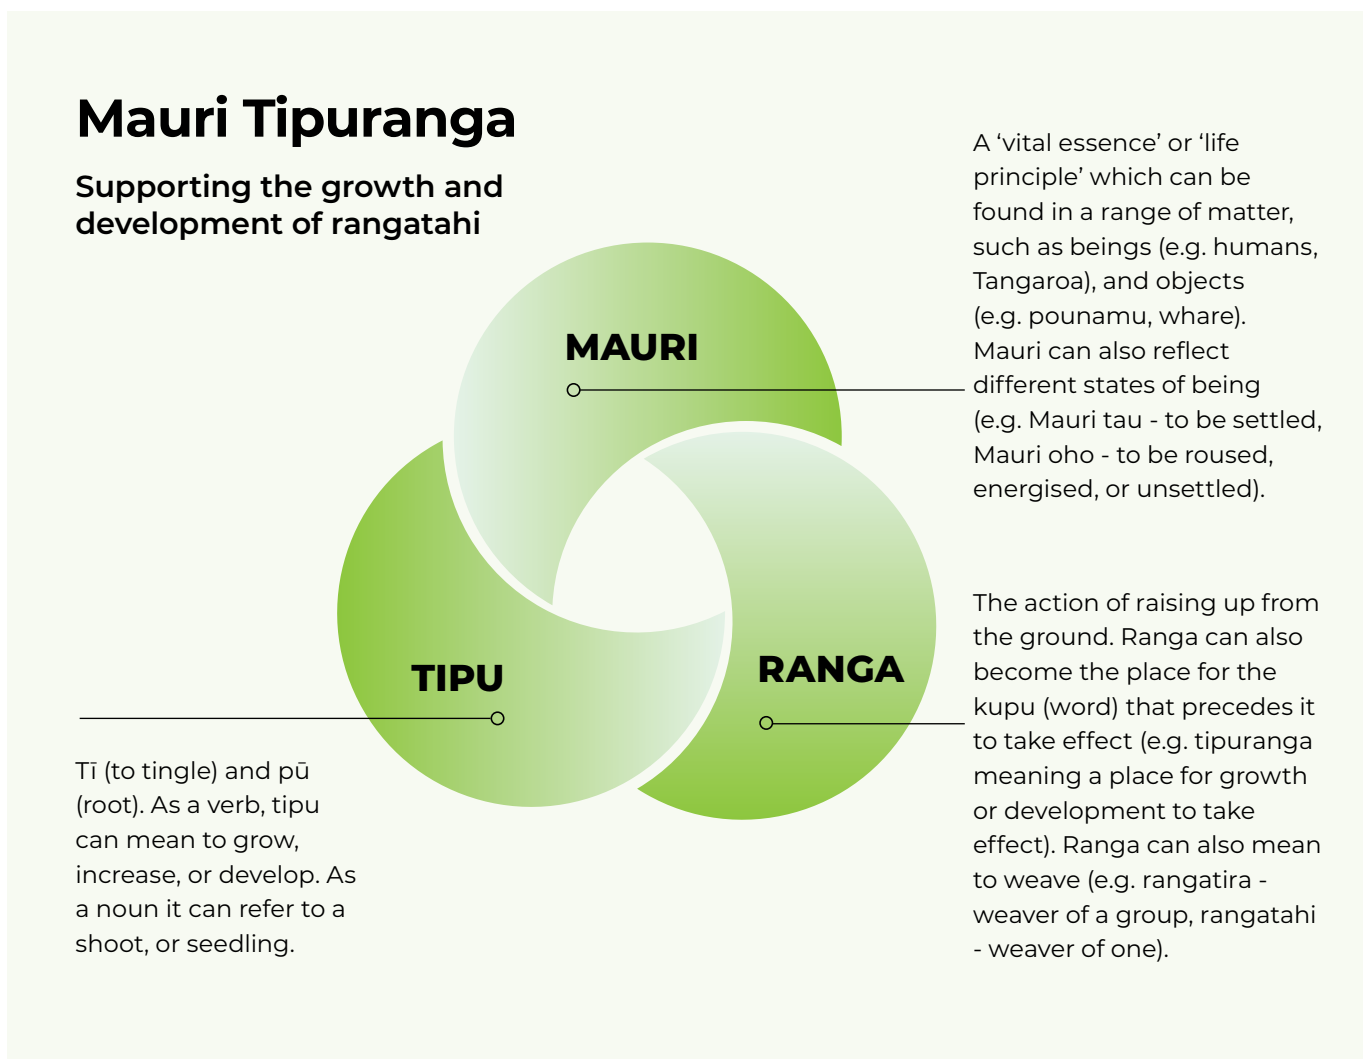 Mauri Tipuranga
Supporting the growth and
development of rangatahi
MAURI
A ‘vital essence’ or ‘life
principle’ which can be
found in a range of matter,
such as beings (e.g. humans,
Tangaroa), and objects
(e.g. pounamu, whare).
Mauri can also reflect
different states of being
(e.g. Mauri tau - to be settled,
Mauri oho - to be roused,
energised, or unsettled).
TIPU
Tī (to tingle) and pū
(root). As a verb, tipu
can mean to grow,
increase, or develop. As
a noun it can refer to a
shoot, or seedling.
RANGA
The action of raising up from
the ground. Ranga can also
become the place for the
kupu (word) that precedes it
to take effect (e.g. tipuranga
meaning a place for growth
or development to take
effect). Ranga can also mean
to weave (e.g. rangatira -
weaver of a group, rangatahi
- weaver of one).